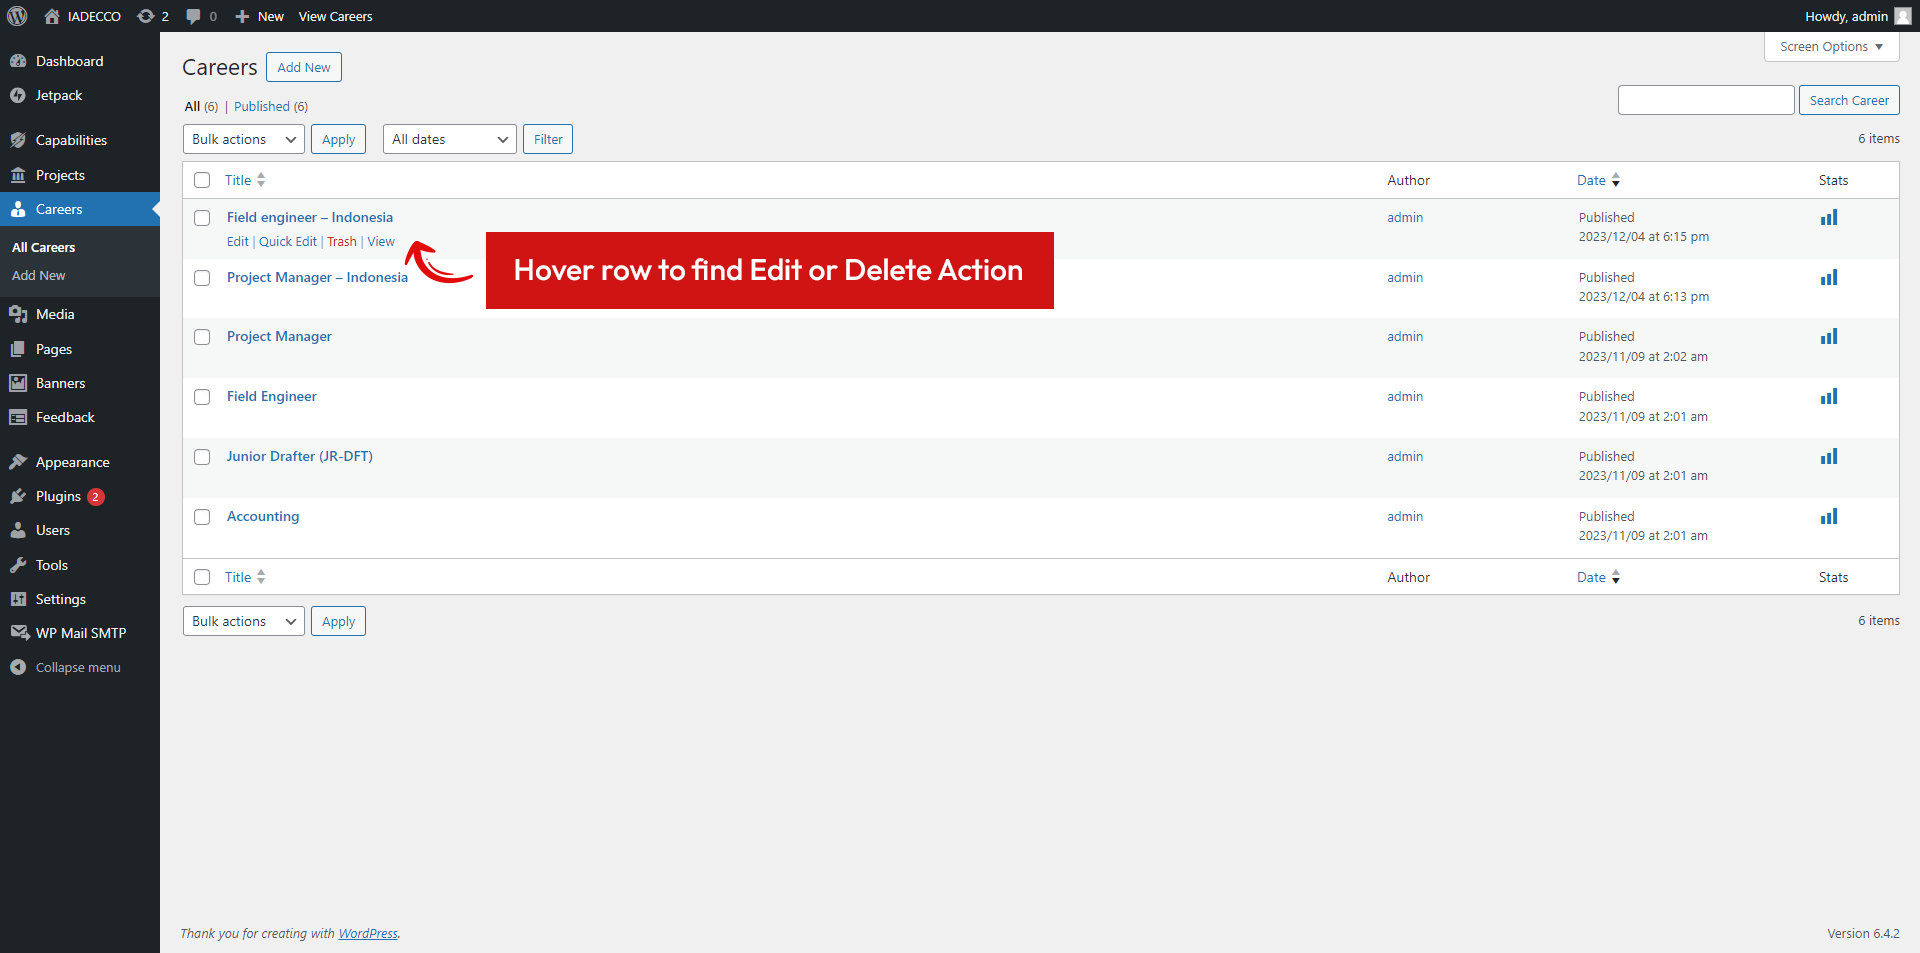 IADECCO 2 0 New View Careers Howdy, admin
Screen Options
Dashboard
Jetpack
Capabilities
Projects
Careers
All Careers
Add New
Media
Pages
Banners
Feedback
Appearance
Plugins 2
Users
Tools
Settings
WP Mail SMTP
Collapse menu
Careers Add New
All (6) | Published (6)
Search Career
Bulk actions Apply All dates Filter 6 items
Title Author Date Stats
Field engineer – Indonesia admin Published
2023/12/04 at 6:15 pm
Edit | Quick Edit | Trash | View
Hover row to find Edit or Delete Action
Project Manager – Indonesia admin Published
2023/12/04 at 6:13 pm
Project Manager admin Published
2023/11/09 at 2:02 am
Field Engineer admin Published
2023/11/09 at 2:01 am
Junior Drafter (JR-DFT) admin Published
2023/11/09 at 2:01 am
Accounting admin Published
2023/11/09 at 2:01 am
Title Author Date Stats
Bulk actions Apply 6 items
Thank you for creating with WordPress. Version 6.4.2